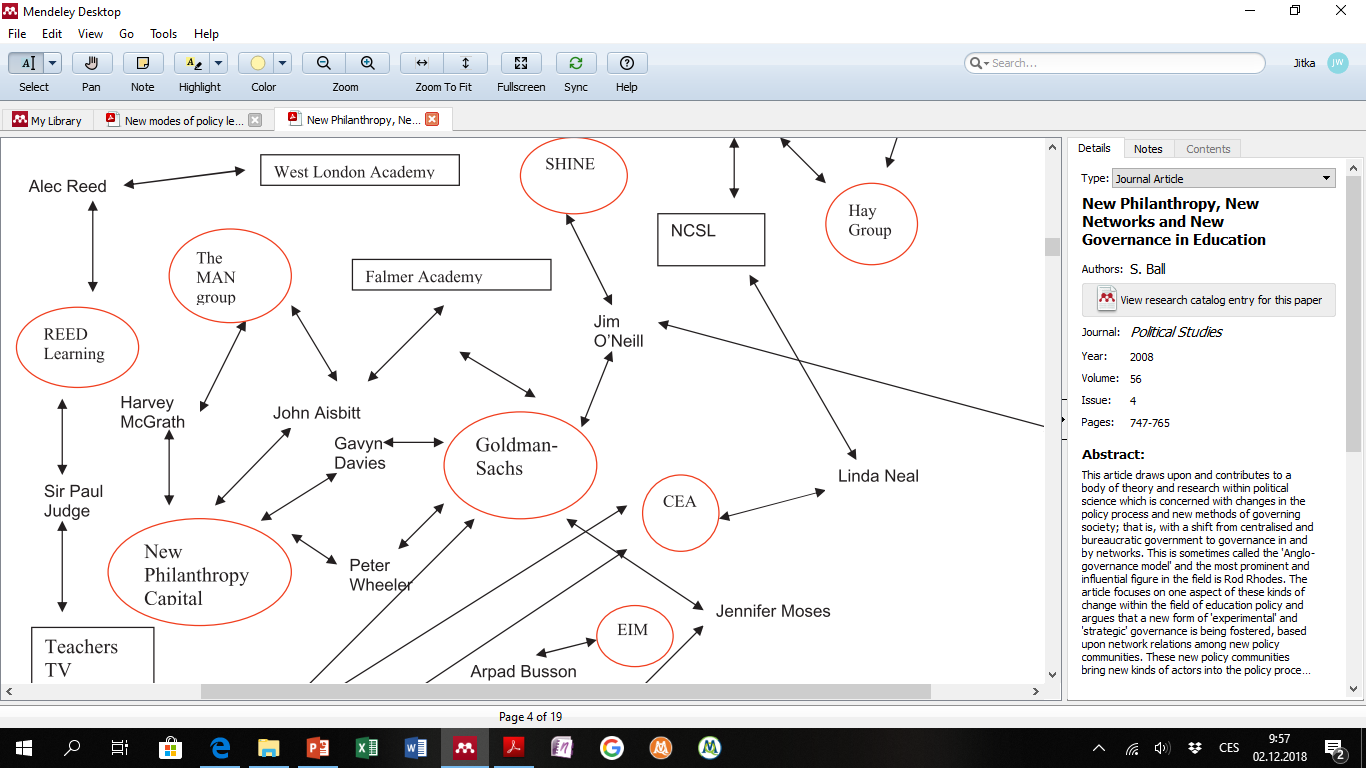 Mendeley Desktop
File Edit View Go Tools Help
Select Pan Note Highlight Color Zoom Zoom To Fit Fullscreen Sync Help
Search...
Jitka JW
My Library New modes of policy le... New Philanthropy, Ne...
Alec Reed
West London Academy
SHINE
NCSL
Hay
Group
The
MAN
group
Falmer Academy
REED
Learning
Jim
O'Neill
Harvey
McGrath
John Aisbitt
Gavyn
Davies
Goldman-
Sachs
Linda Neal
Sir Paul
Judge
CEA
New
Philanthropy
Capital
Peter
Wheeler
Jennifer Moses
EIM
Teachers
TV
Arpad Busson
Details Notes Contents
Type: Journal Article
New Philanthropy, New
Networks and New
Governance in Education
Authors: S. Ball
View research catalog entry for this paper
Journal: Political Studies
Year: 2008
Volume: 56
Issue: 4
Pages: 747-765
Abstract:
This article draws upon and contributes to a
body of theory and research within political
science which is concerned with changes in the
policy process and new methods of governing
society; that is, with a shift from centralised and
bureaucratic government to governance in and
by networks. This is sometimes called the 'Anglo-
governance model' and the most prominent and
influential figure in the field is Rod Rhodes. The
article focuses on one aspect of these kinds of
change within the field of education policy and
argues that a new form of 'experimental' and
'strategic' governance is being fostered, based
upon network relations among new policy
communities. These new policy communities
bring new kinds of actors into the policy proce...
Page 4 of 19
CES
9:57
02.12.2018
2